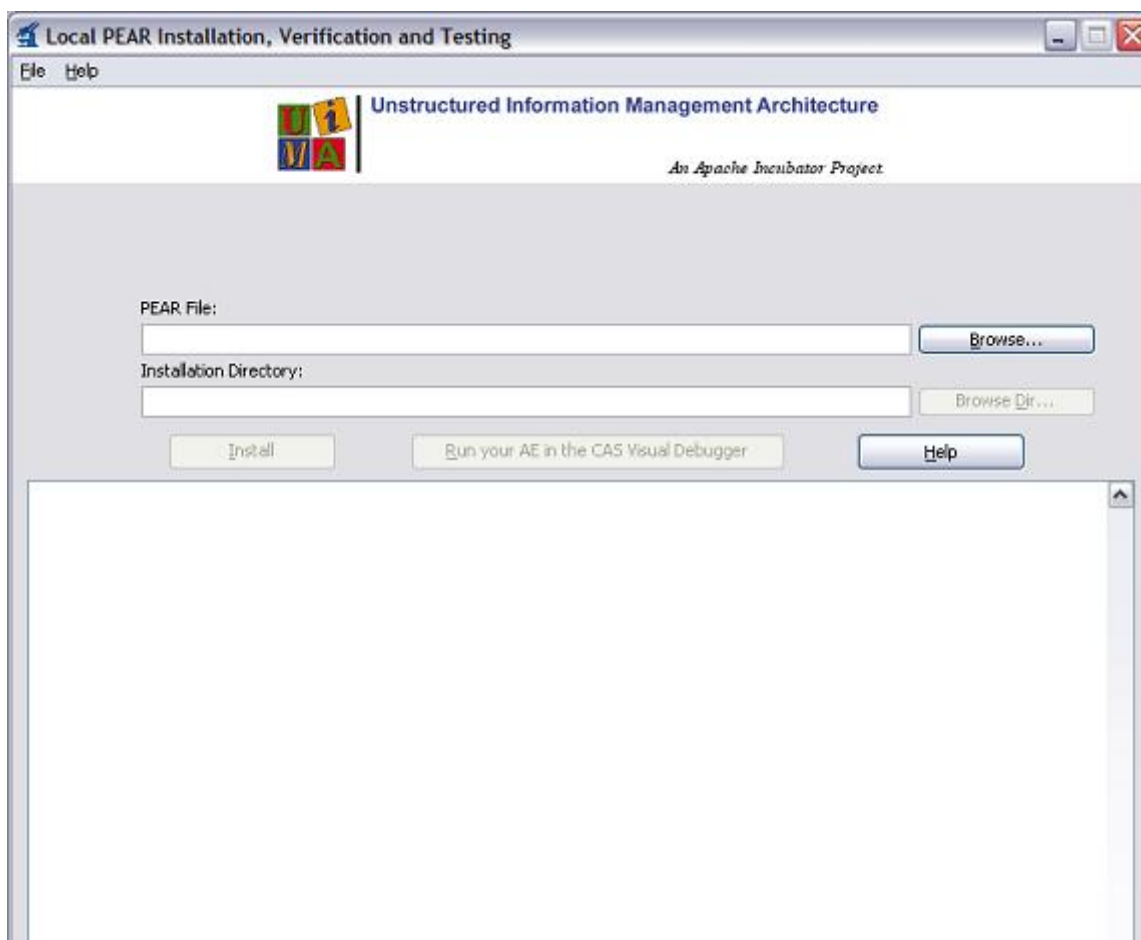 Local PEAR Installation, Verification and Testing
File Help
UiMA
Unstructured Information Management Architecture
An Apache Incubator Project
PEAR File:
Browse...
Installation Directory:
Browse Dir...
Install Run your AE in the CAS Visual Debugger Help